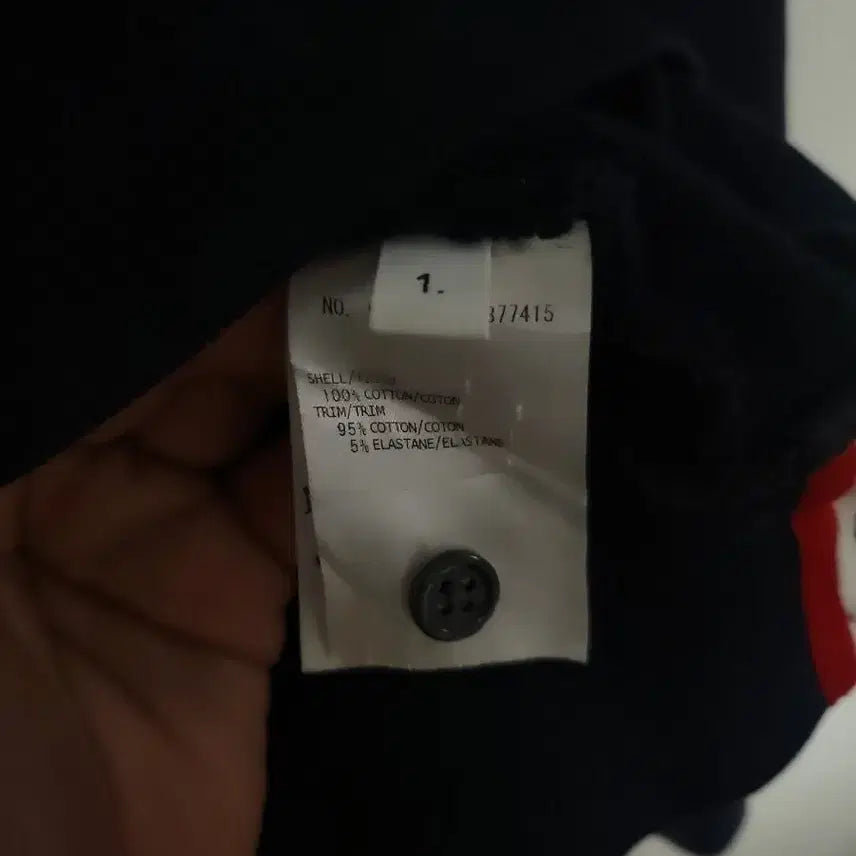 1.
NO. 377415
SHELL/
100% COTTON/COTON
TRIM/TRIM
95% COTTON/COTON
5% ELASTANE/ELASTANE